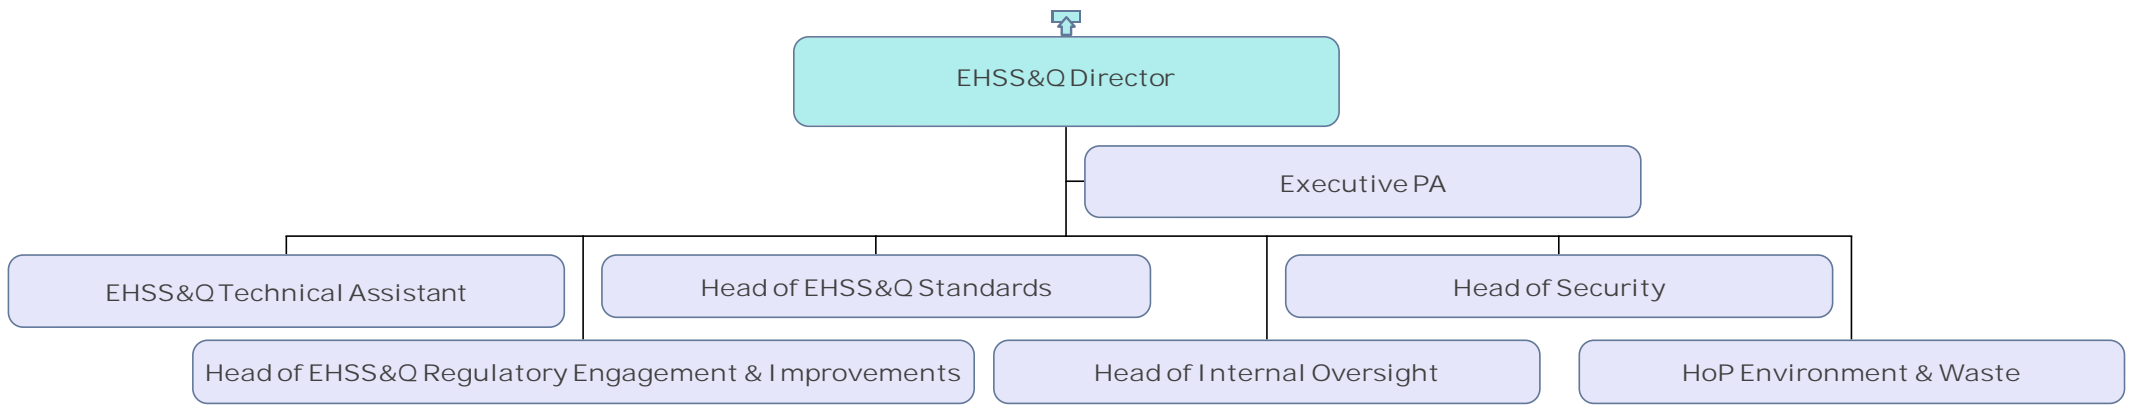 EHSS&Q Director
Executive PA
EHSS&Q Technical Assistant
Head of EHSS&Q Standards
Head of Security
Head of EHSS&Q Regulatory Engagement & Improvements
Head of Internal Oversight
HoP Environment & Waste